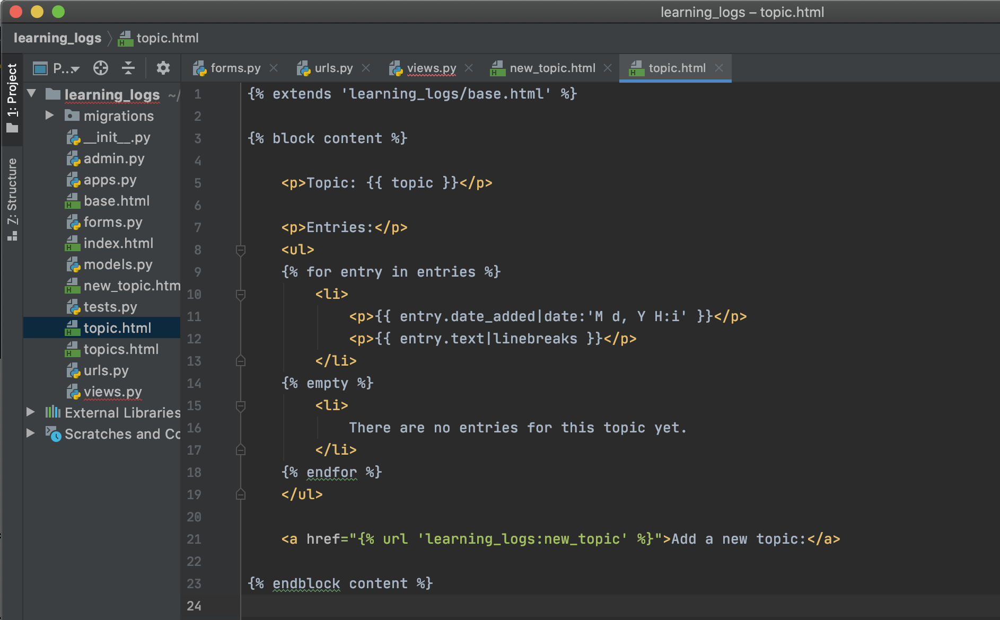 learning_logs – topic.html
learning_logs
topic.html
1: Project
Z: Structure
P...
forms.py
urls.py
views.py
new_topic.html
topic.html
learning_logs ~/
migrations
__init__.py
admin.py
apps.py
base.html
forms.py
index.html
models.py
new_topic.htm
tests.py
topic.html
topics.html
urls.py
views.py
External Libraries
Scratches and Co
1 {% extends 'learning_logs/base.html' %}
2
3 {% block content %}
4
5     <p>Topic: {{ topic }}</p>
6
7     <p>Entries:</p>
8     <ul>
9     {% for entry in entries %}
10         <li>
11             <p>{{ entry.date_added|date:'M d, Y H:i' }}</p>
12             <p>{{ entry.text|linebreaks }}</p>
13         </li>
14     {% empty %}
15         <li>
16             There are no entries for this topic yet.
17         </li>
18     {% endfor %}
19     </ul>
20
21     <a href="{% url 'learning_logs:new_topic' %}">Add a new topic:</a>
22
23 {% endblock content %}
24